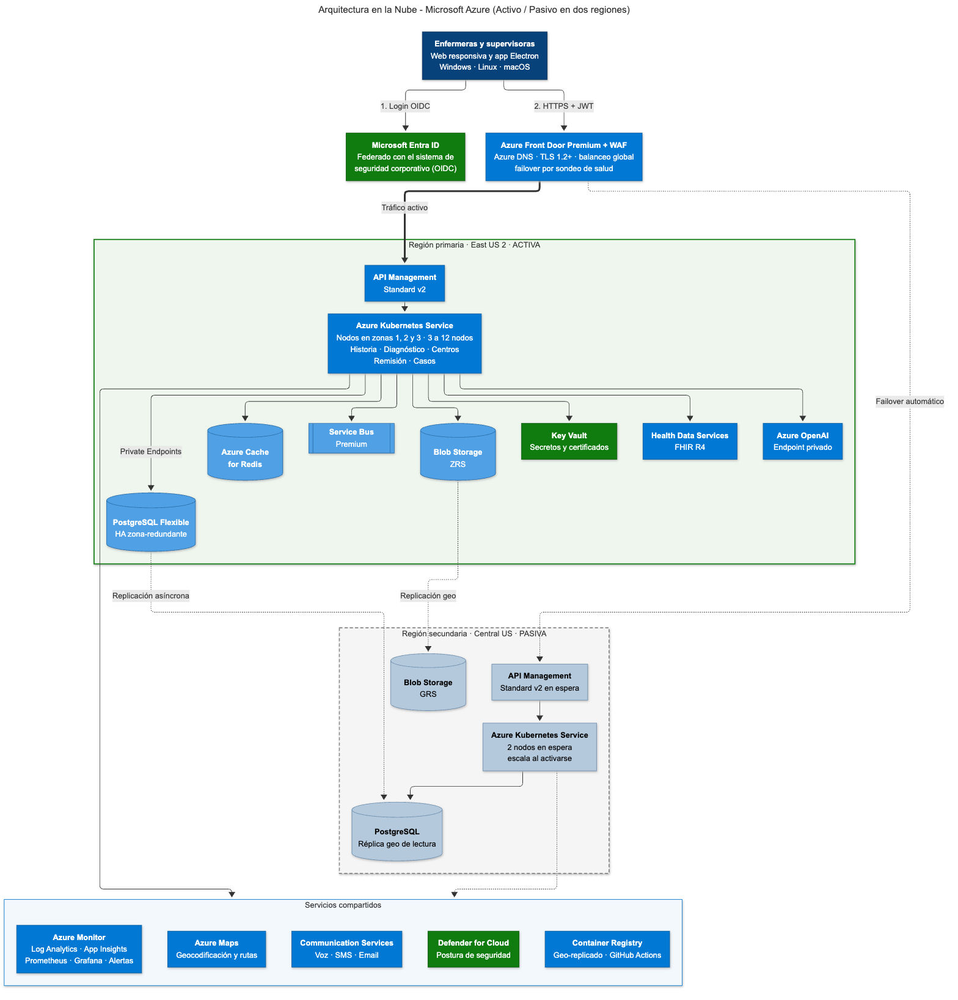 Arquitectura en la Nube - Microsoft Azure (Activo / Pasivo en dos regiones)
Enfermeras y supervisoras
Web responsiva y app Electron
Windows · Linux · macOS
1. Login OIDC
2. HTTPS + JWT
Microsoft Entra ID
Federado con el sistema de
seguridad corporativo (OIDC)
Azure Front Door Premium + WAF
Azure DNS · TLS 1.2+ · balanceo global
failover por sondeo de salud
Tráfico activo
Región primaria · East US 2 · ACTIVA
API Management
Standard v2
Azure Kubernetes Service
Nodos en zonas 1, 2 y 3 · 3 a 12 nodos
Historia · Diagnóstico · Centros
Remisión · Casos
Failover automático
Private Endpoints
Azure Cache
for Redis
Service Bus
Premium
Blob Storage
ZRS
Key Vault
Secretos y certificados
Health Data Services
FHIR R4
Azure OpenAI
Endpoint privado
PostgreSQL Flexible
HA zona-redundante
Replicación asíncrona
Replicación geo
Región secundaria · Central US · PASIVA
Blob Storage
GRS
API Management
Standard v2 en espera
Azure Kubernetes Service
2 nodos en espera
escala al activarse
PostgreSQL
Réplica geo de lectura
Servicios compartidos
Azure Monitor
Log Analytics · App Insights
Prometheus · Grafana · Alertas
Azure Maps
Geocodificación y rutas
Communication Services
Voz · SMS · Email
Defender for Cloud
Postura de seguridad
Container Registry
Geo-replicado · GitHub Actions